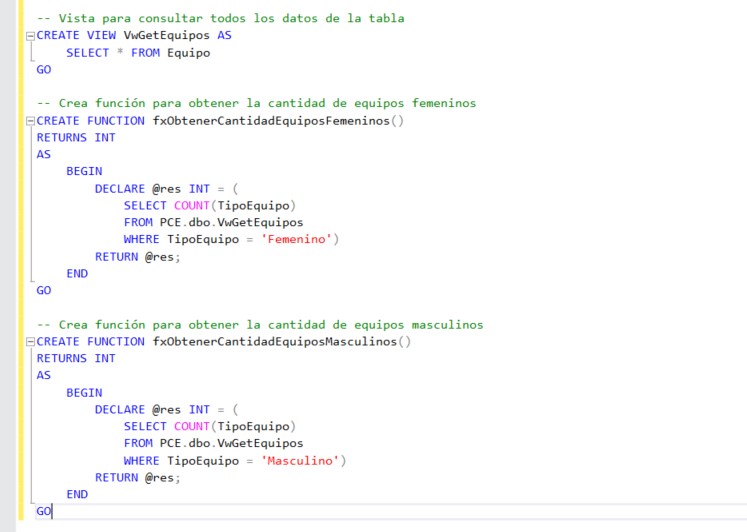 -- Vista para consultar todos los datos de la tabla
CREATE VIEW VwGetEquipos AS
    SELECT * FROM Equipo
GO

-- Crea función para obtener la cantidad de equipos femeninos
CREATE FUNCTION fxObtenerCantidadEquiposFemeninos()
RETURNS INT
AS
    BEGIN
        DECLARE @res INT = (
            SELECT COUNT(TipoEquipo)
            FROM PCE.dbo.VwGetEquipos
            WHERE TipoEquipo = 'Femenino')
        RETURN @res;
    END
GO

-- Crea función para obtener la cantidad de equipos masculinos
CREATE FUNCTION fxObtenerCantidadEquiposMasculinos()
RETURNS INT
AS
    BEGIN
        DECLARE @res INT = (
            SELECT COUNT(TipoEquipo)
            FROM PCE.dbo.VwGetEquipos
            WHERE TipoEquipo = 'Masculino')
        RETURN @res;
    END
GO